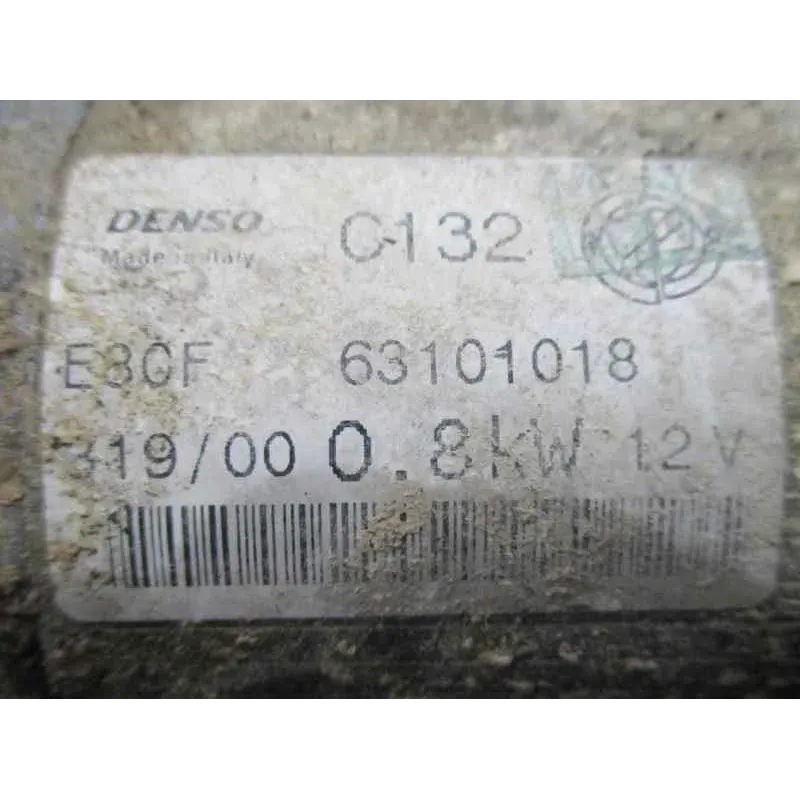 DENSO C132
Made in Italy
E3CF 63101018
319/00 0.8kW 12V